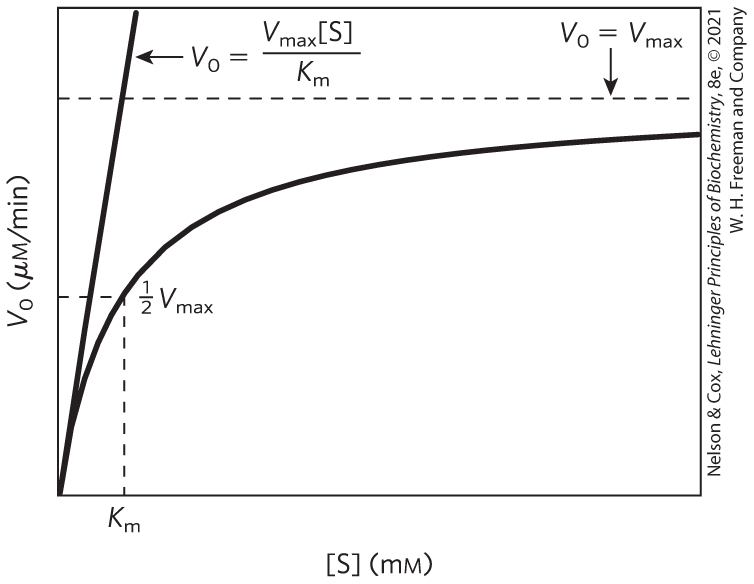 V₀ = Vmax[S] / Km
V₀ = Vmax
½ Vmax
V₀ (μM/min)
Km
[S] (mM)
Nelson & Cox, Lehninger Principles of Biochemistry, 8e, © 2021
W. H. Freeman and Company